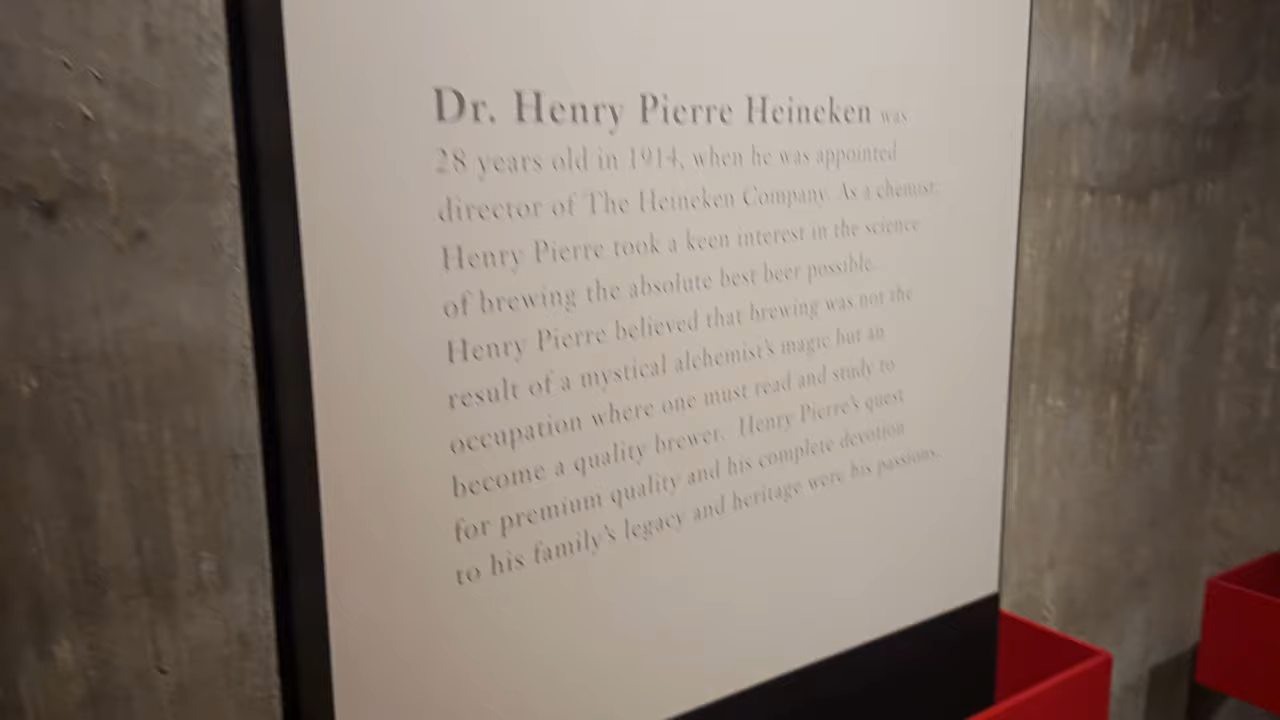 Dr. Henry Pierre Heineken was
28 years old in 1914, when he was appointed
director of The Heineken Company. As a chemist,
Henry Pierre took a keen interest in the science
of brewing the absolute best beer possible.
Henry Pierre believed that brewing was not the
result of a mystical alchemist's magic but an
occupation where one must read and study to
become a quality brewer. Henry Pierre's quest
for premium quality and his complete devotion
to his family's legacy and heritage were his passions.